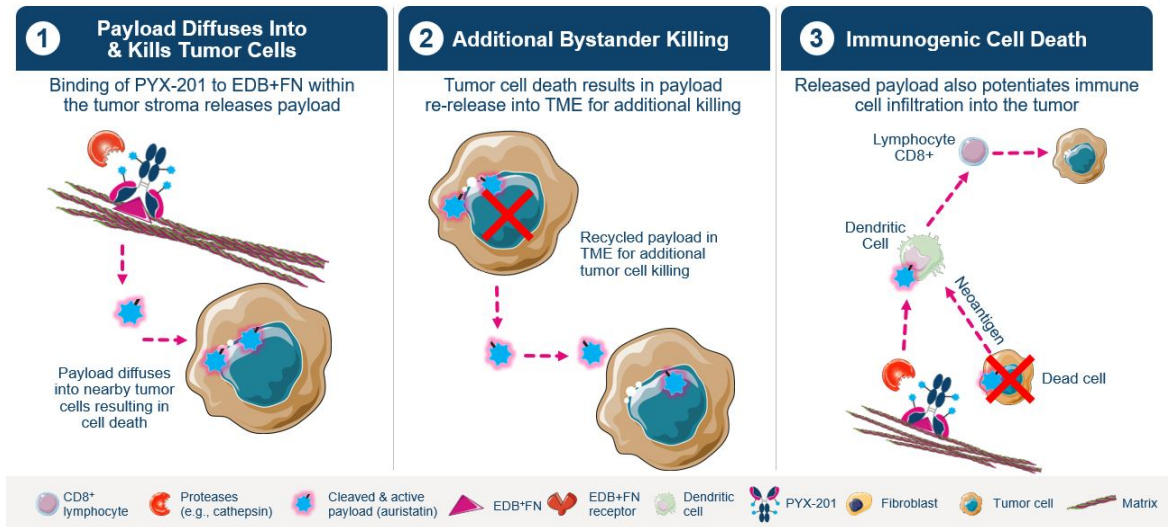 1
Payload Diffuses Into
& Kills Tumor Cells
Binding of PYX-201 to EDB+FN within
the tumor stroma releases payload
Payload diffuses
into nearby tumor
cells resulting in
cell death
2
Additional Bystander Killing
Tumor cell death results in payload
re-release into TME for additional killing
Recycled payload in
TME for additional
tumor cell killing
3
Immunogenic Cell Death
Released payload also potentiates immune
cell infiltration into the tumor
Lymphocyte
CD8+
Dendritic
Cell
Neoantigen
Dead cell
CD8⁺
lymphocyte
Proteases
(e.g., cathepsin)
Cleaved & active
payload (auristatin)
EDB⁺FN
EDB+FN
receptor
Dendritic
cell
PYX-201
Fibroblast
Tumor cell
Matrix